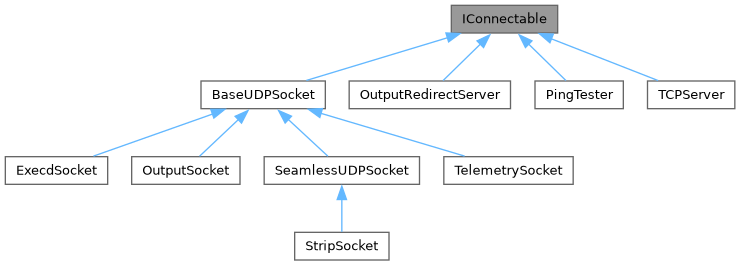 IConnectable
BaseUDPSocket
OutputRedirectServer
PingTester
TCPServer
ExecdSocket
OutputSocket
SeamlessUDPSocket
TelemetrySocket
StripSocket